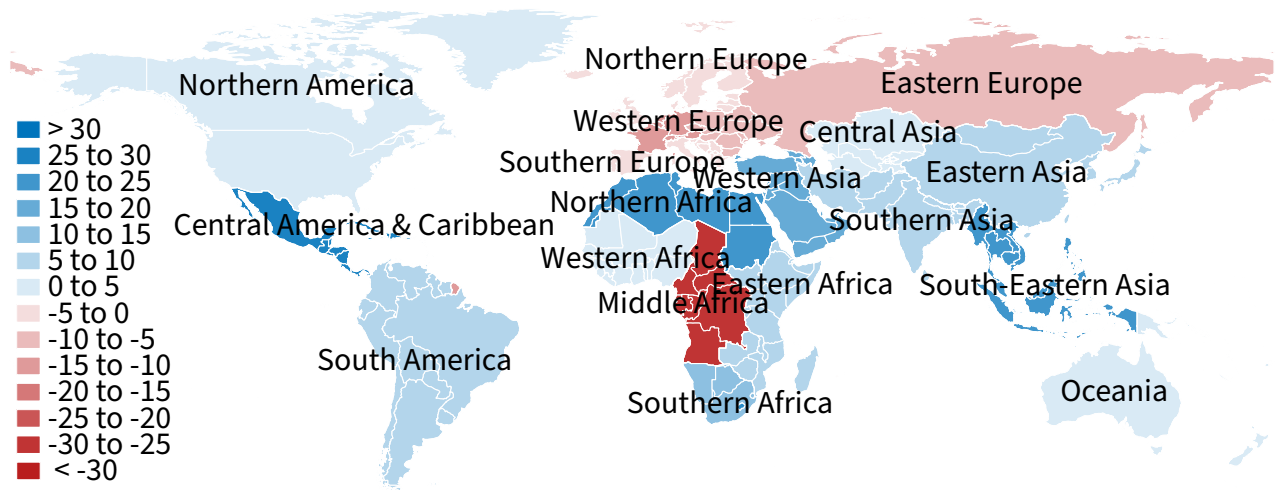 Northern America
Northern Europe
Eastern Europe
Western Europe
Central Asia
Southern Europe
Western Asia
Eastern Asia
Northern Africa
Southern Asia
Central America & Caribbean
Western Africa
Eastern Africa
South-Eastern Asia
Middle Africa
South America
Southern Africa
Oceania
> 30
25 to 30
20 to 25
15 to 20
10 to 15
5 to 10
0 to 5
-5 to 0
-10 to -5
-15 to -10
-20 to -15
-25 to -20
-30 to -25
< -30